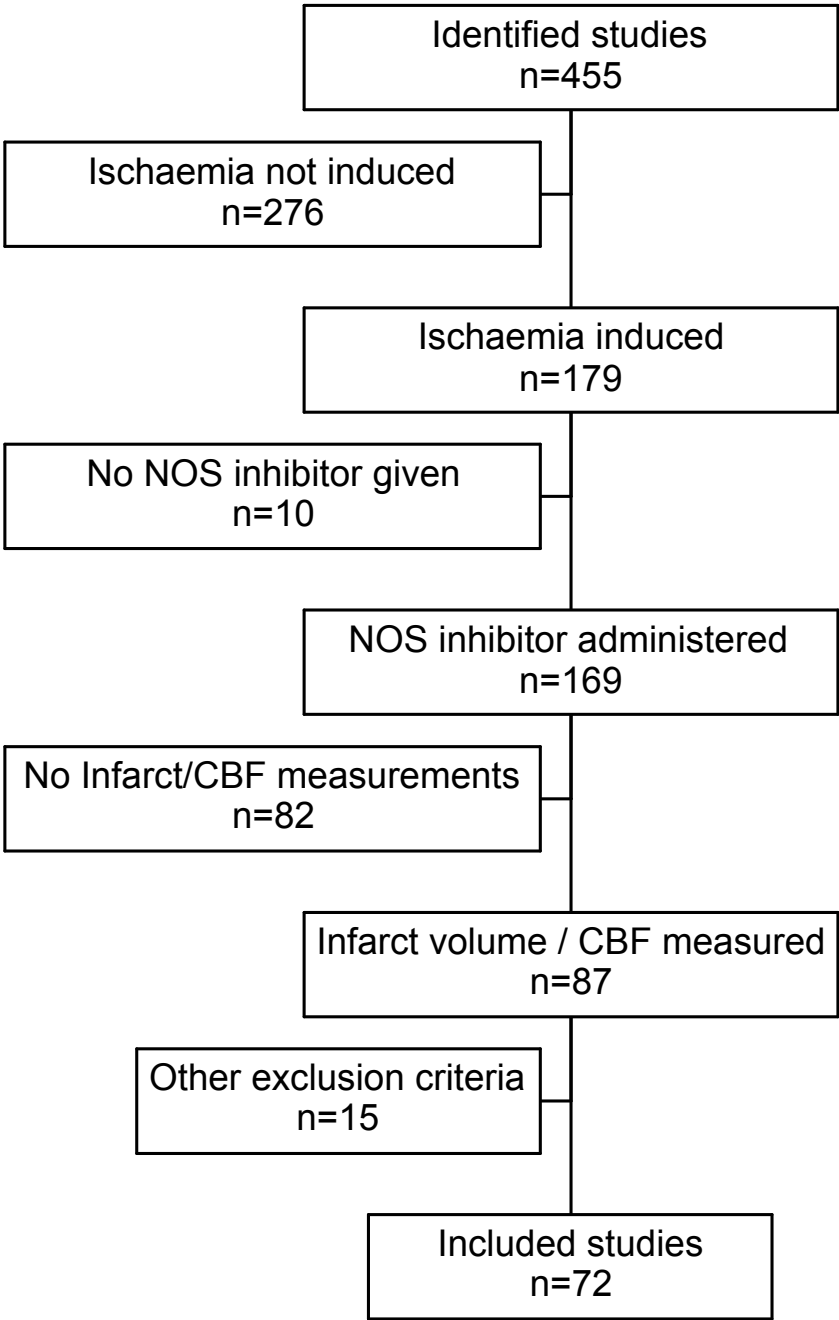 Identified studies
n=455
Ischaemia not induced
n=276
Ischaemia induced
n=179
No NOS inhibitor given
n=10
NOS inhibitor administered
n=169
No Infarct/CBF measurements
n=82
Infarct volume / CBF measured
n=87
Other exclusion criteria
n=15
Included studies
n=72